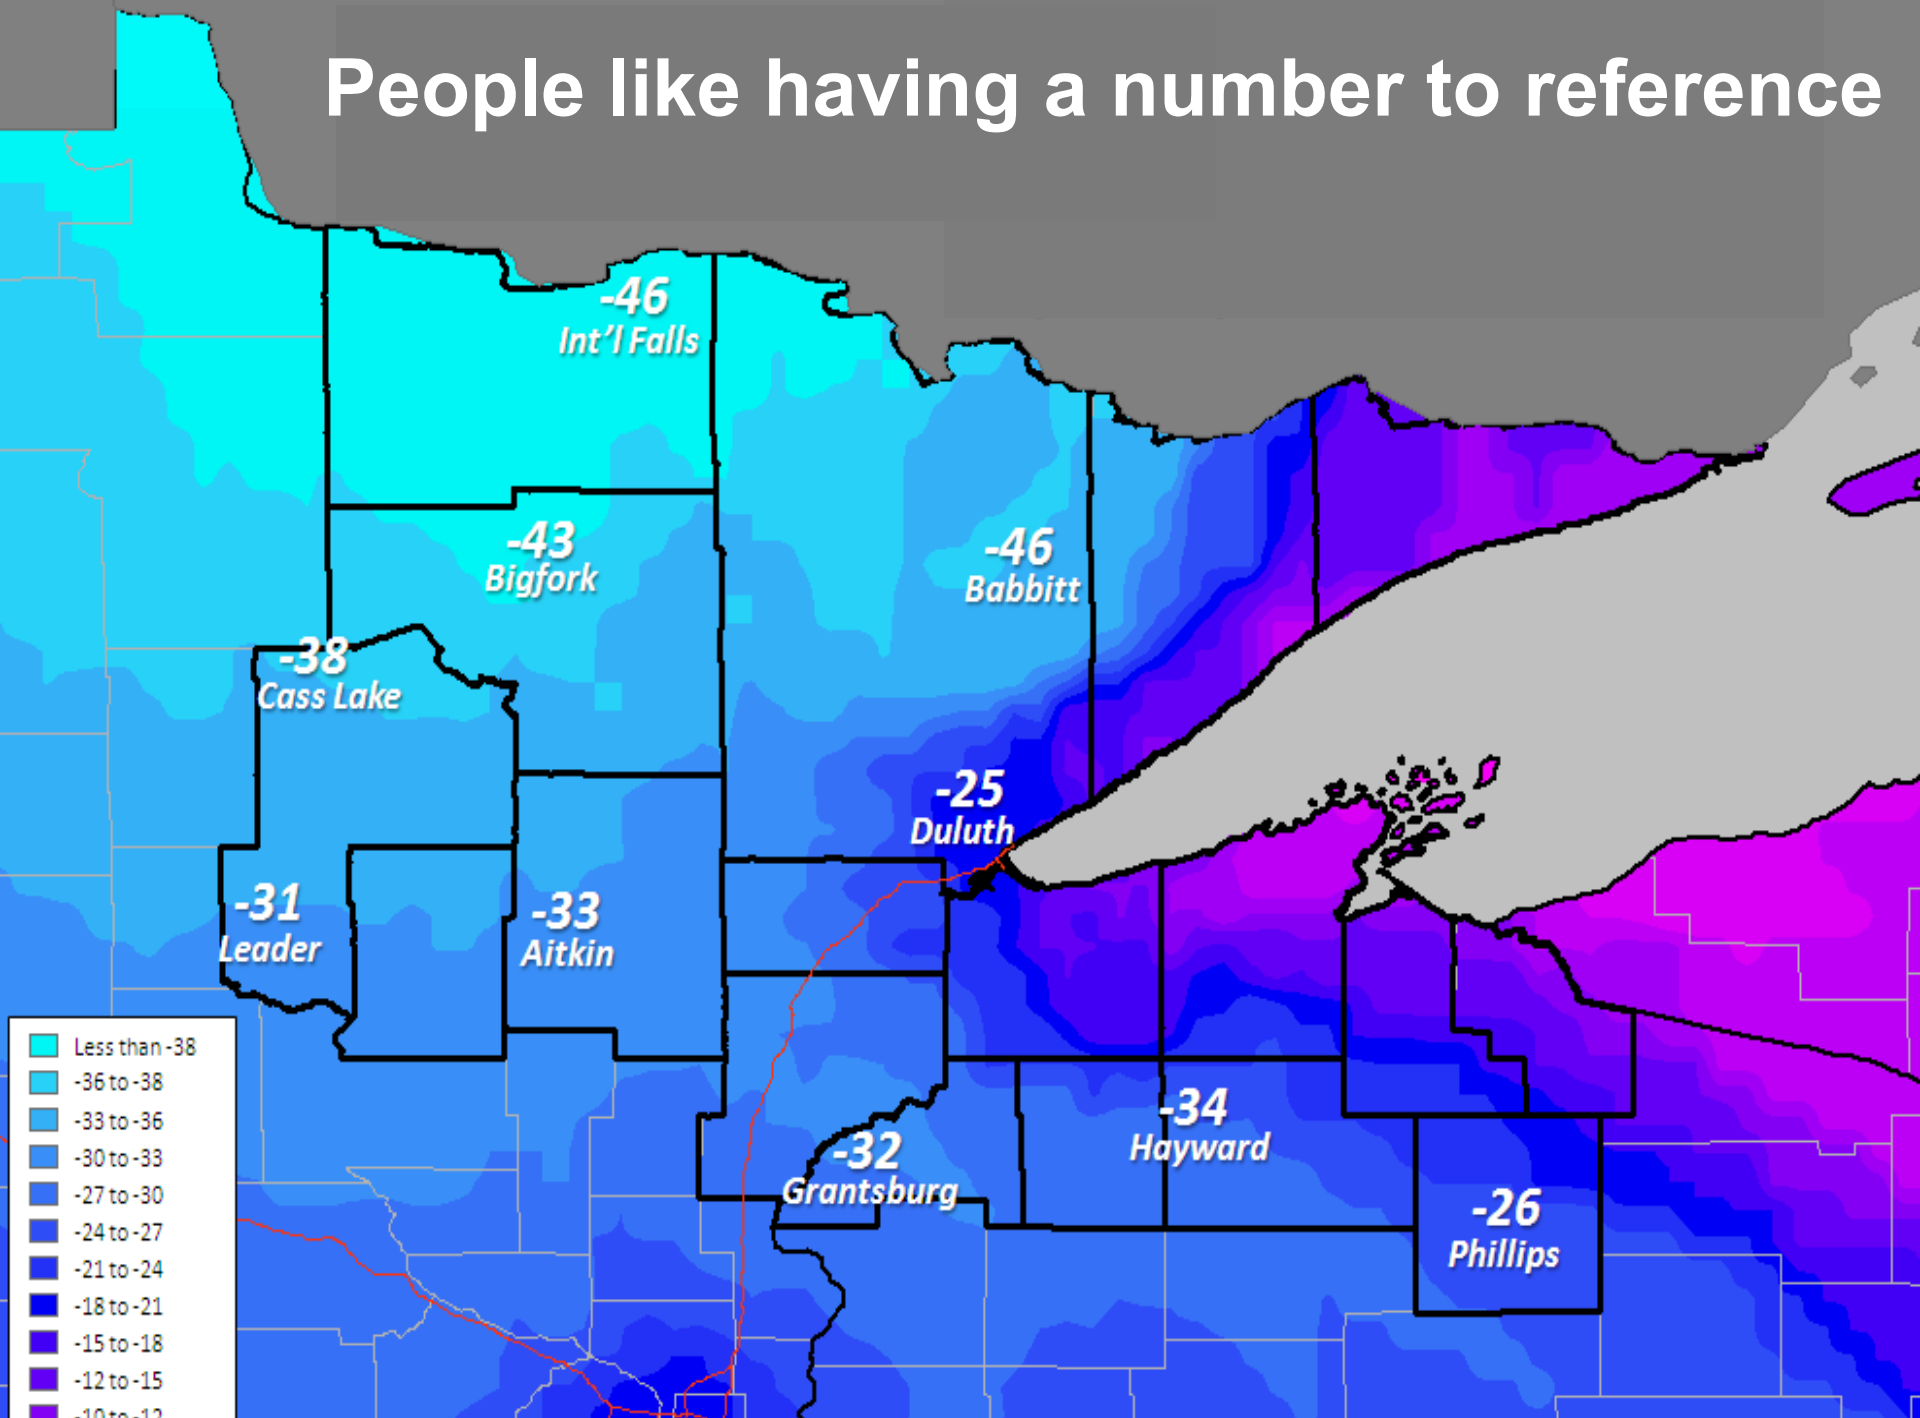 People like having a number to reference
-46
Int'l Falls
-43
Bigfork
-46
Babbitt
-38
Cass Lake
-25
Duluth
-31
Leader
-33
Aitkin
-34
Hayward
-32
Grantsburg
-26
Phillips
Less than -38
-36 to -38
-33 to -36
-30 to -33
-27 to -30
-24 to -27
-21 to -24
-18 to -21
-15 to -18
-12 to -15
-10 to -12